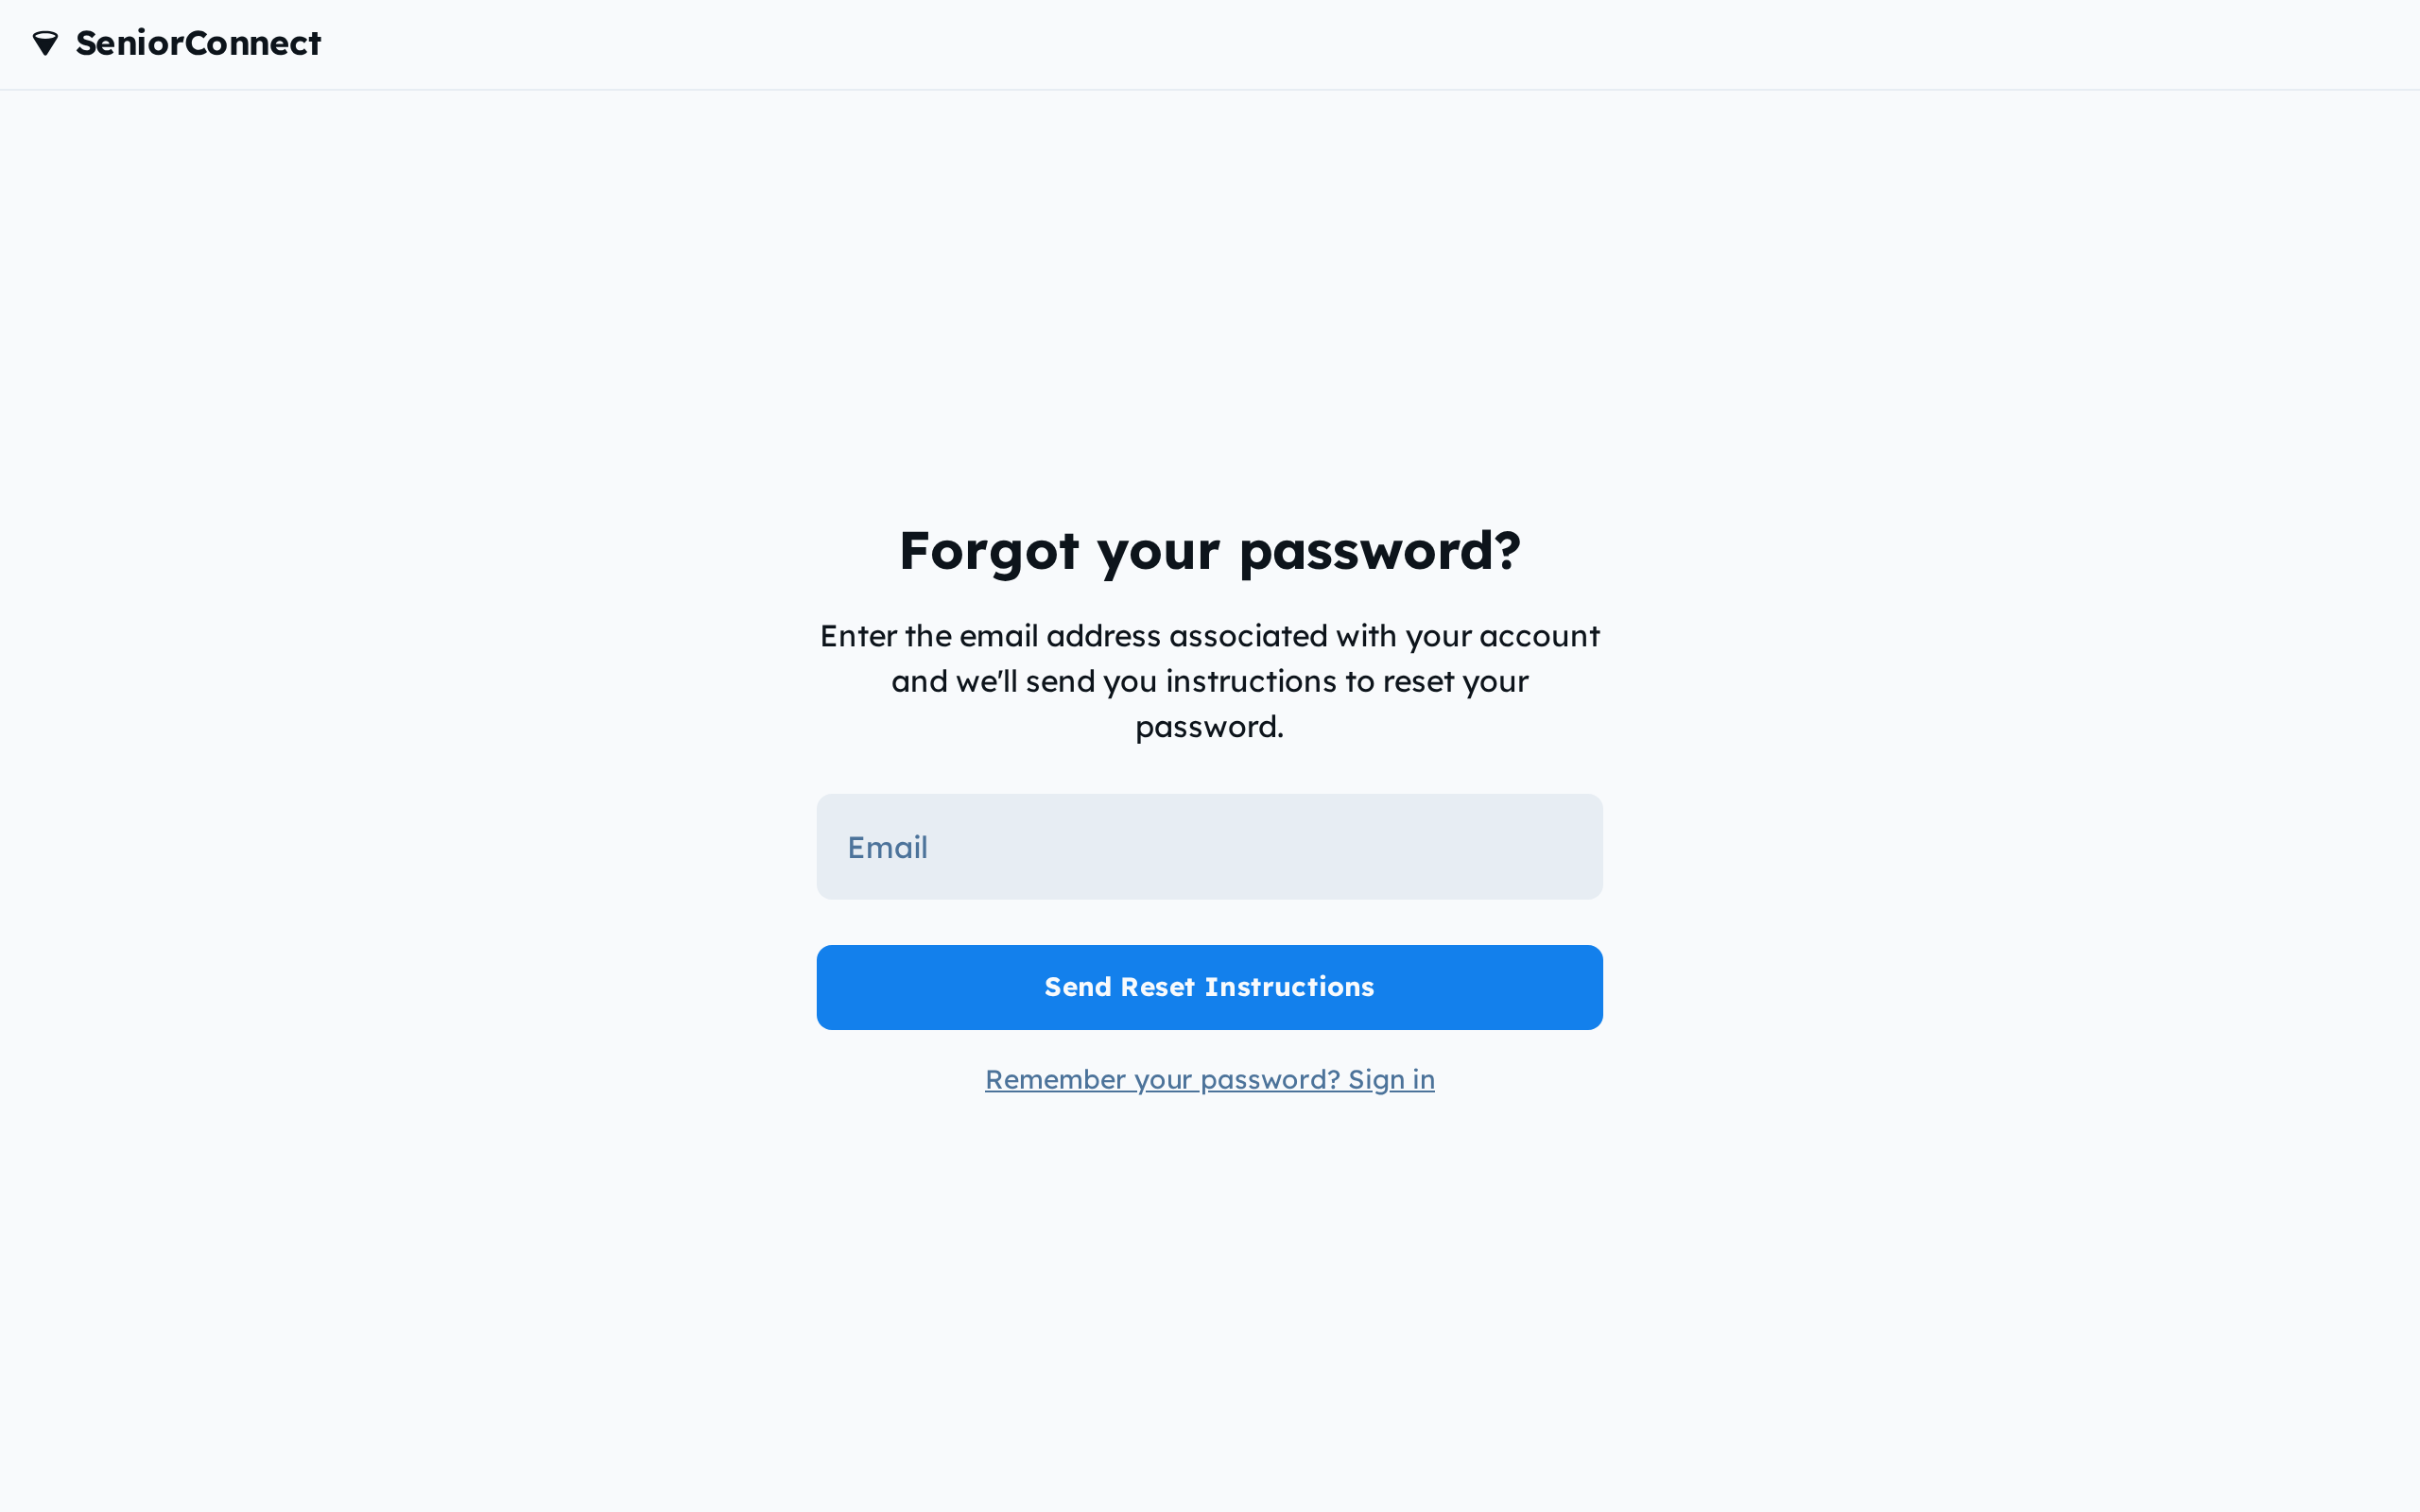 SeniorConnect
Forgot your password?
Enter the email address associated with your account
and we'll send you instructions to reset your
password.
Email
Send Reset Instructions
Remember your password? Sign in